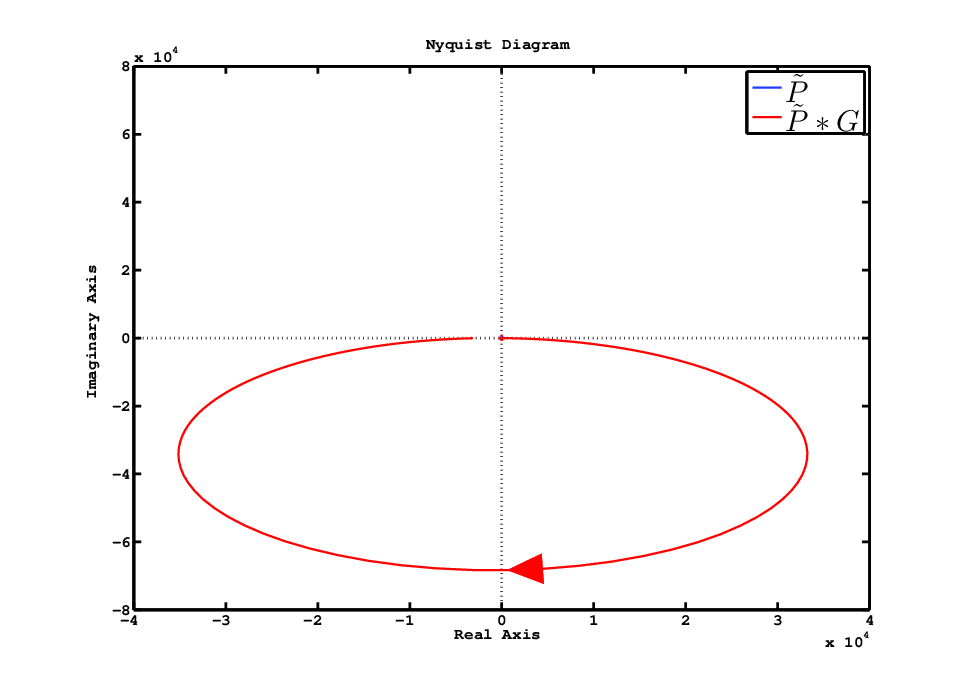 Nyquist Diagram
x 10^4
8
6
4
2
0
−2
−4
−6
−8
Imaginary Axis
P̃
P̃ ∗ G
−4 −3 −2 −1 0 1 2 3 4
Real Axis
x 10^4